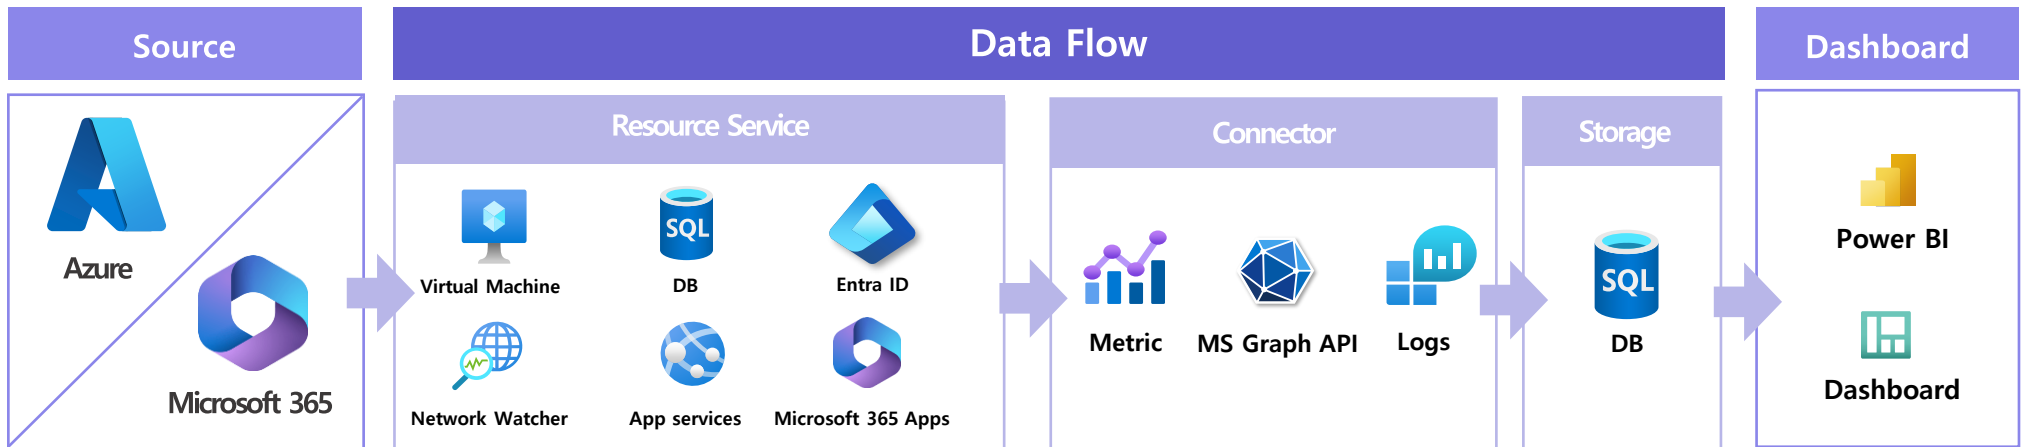 Source
Data Flow
Dashboard
Resource Service
Connector
Storage
Azure
Microsoft 365
Virtual Machine
SQL
DB
Entra ID
Network Watcher
App services
Microsoft 365 Apps
Metric
MS Graph API
Logs
SQL
DB
Power BI
Dashboard